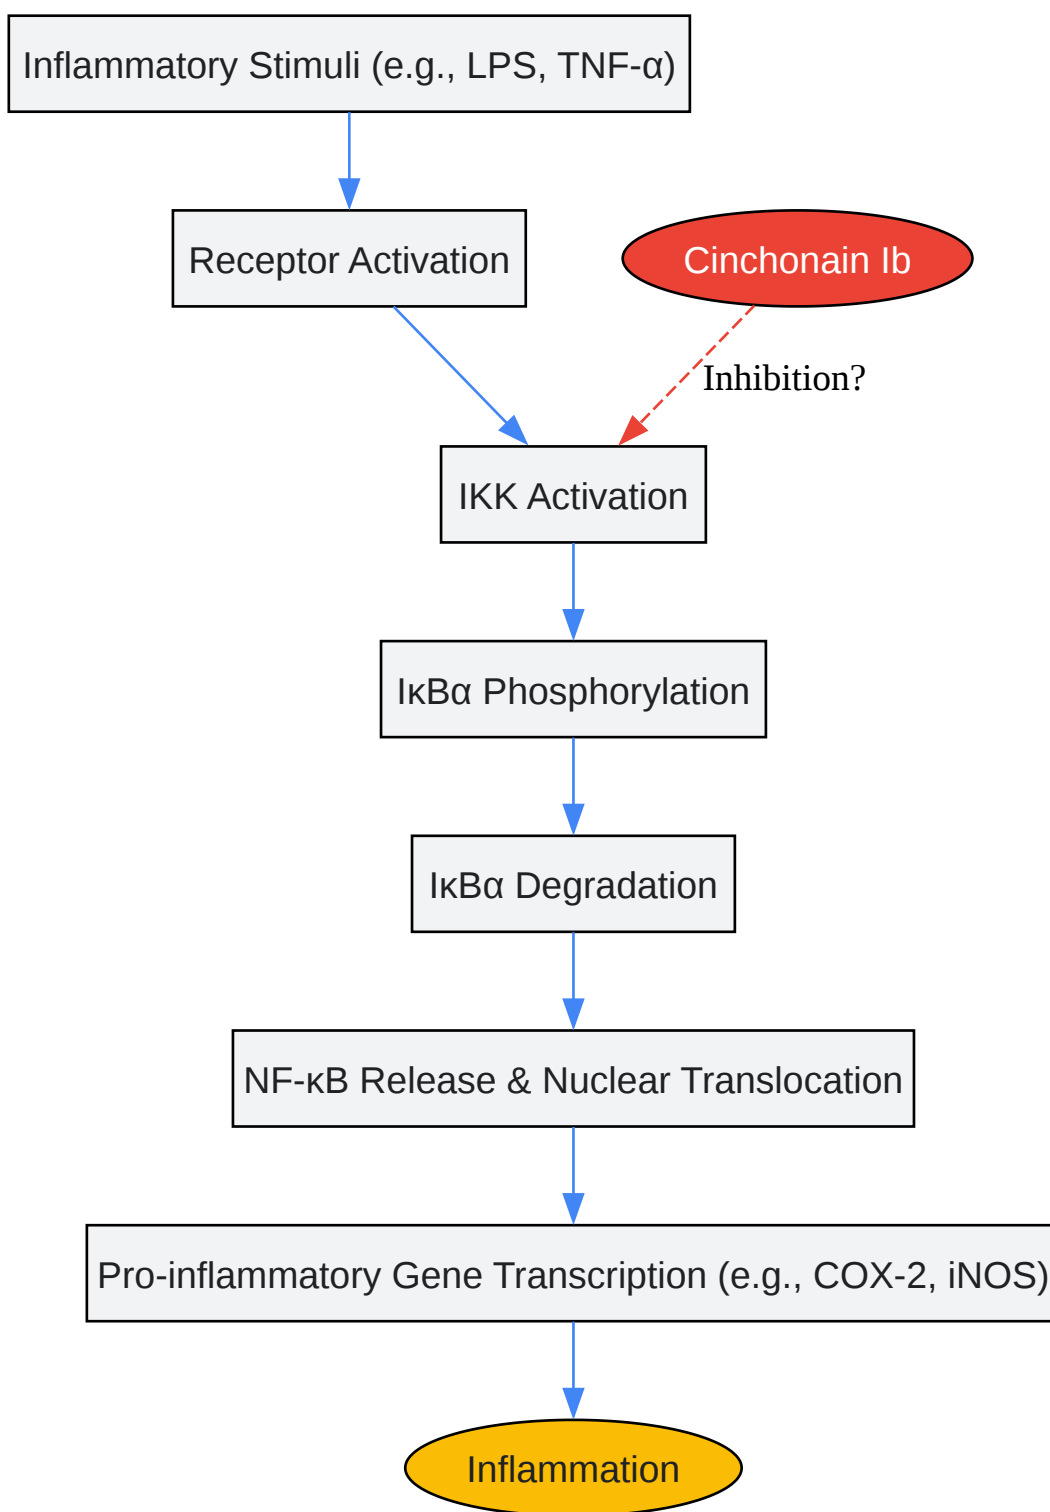 Inflammatory Stimuli (e.g., LPS, TNF-α)
Receptor Activation
Cinchonain Ib
Inhibition?
IKK Activation
IκBα Phosphorylation
IκBα Degradation
NF-κB Release & Nuclear Translocation
Pro-inflammatory Gene Transcription (e.g., COX-2, iNOS)
Inflammation